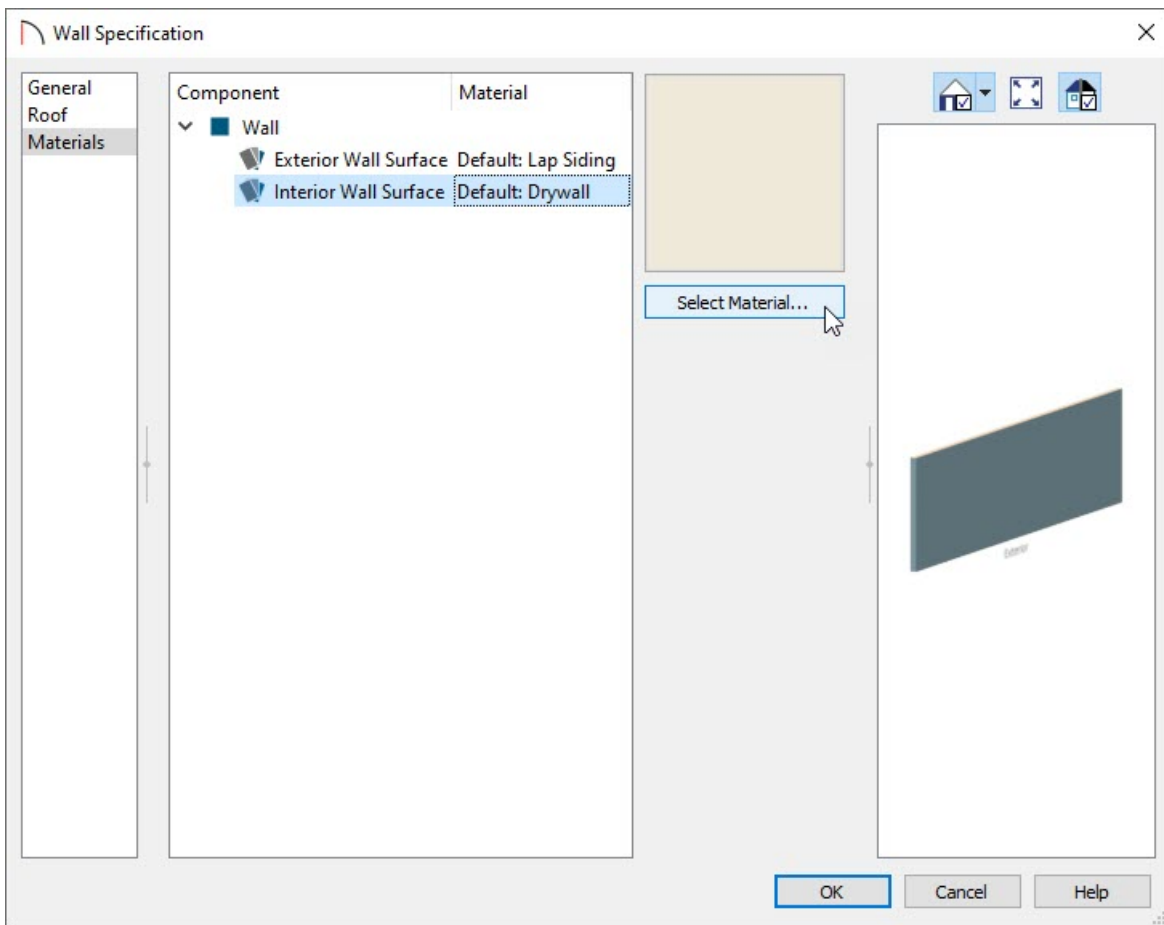 Wall Specification
General
Roof
Materials
Component Material
Wall
Exterior Wall Surface Default: Lap Siding
Interior Wall Surface Default: Drywall
Select Material...
Exterior
OK Cancel Help